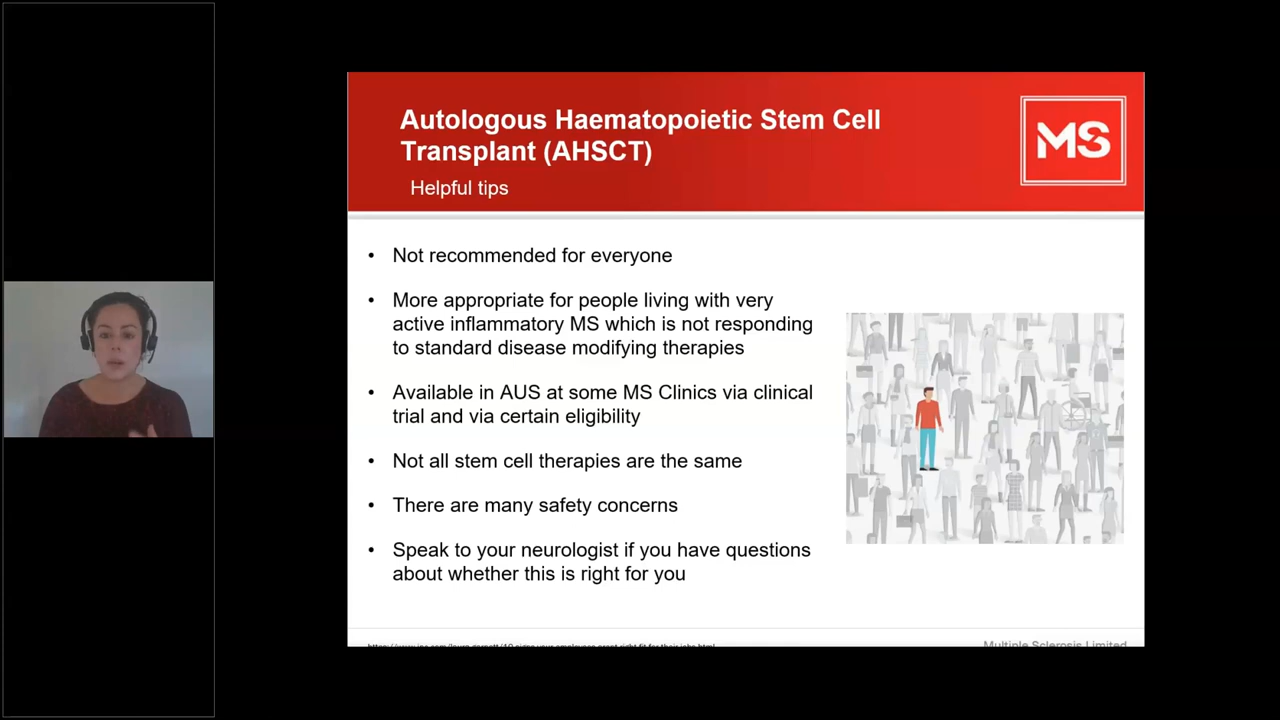 Autologous Haematopoietic Stem Cell
Transplant (AHSCT)
Helpful tips
MS
• Not recommended for everyone
• More appropriate for people living with very
active inflammatory MS which is not responding
to standard disease modifying therapies
• Available in AUS at some MS Clinics via clinical
trial and via certain eligibility
• Not all stem cell therapies are the same
• There are many safety concerns
• Speak to your neurologist if you have questions
about whether this is right for you
Multiple Sclerosis Limited